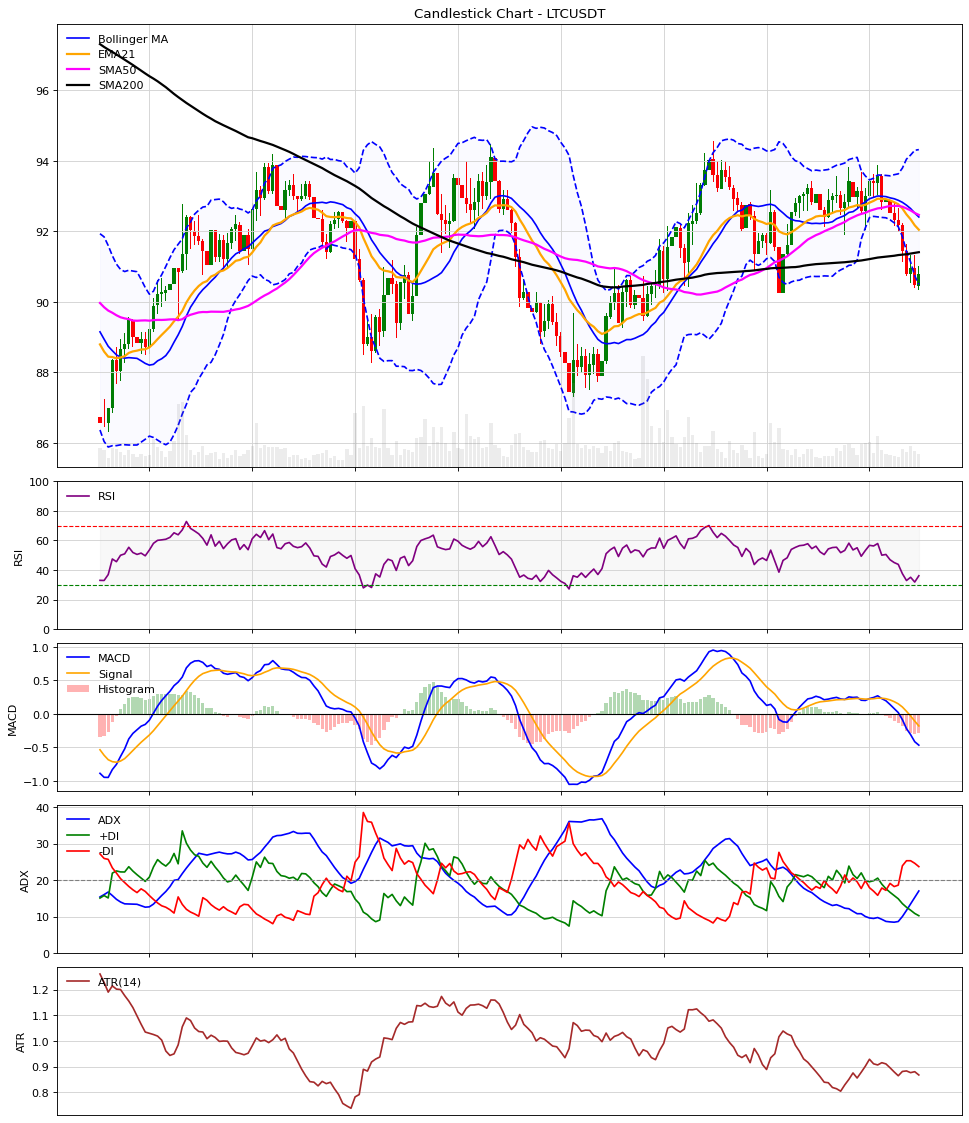 Candlestick Chart - LTCUSDT
Bollinger MA
EMA21
SMA50
SMA200
96
94
92
90
88
86
RSI
100
80
60
40
20
0
RSI
MACD
Signal
Histogram
1.0
0.5
0.0
−0.5
−1.0
MACD
ADX
+DI
-DI
40
30
20
10
0
ADX
ATR(14)
1.2
1.1
1.0
0.9
0.8
ATR